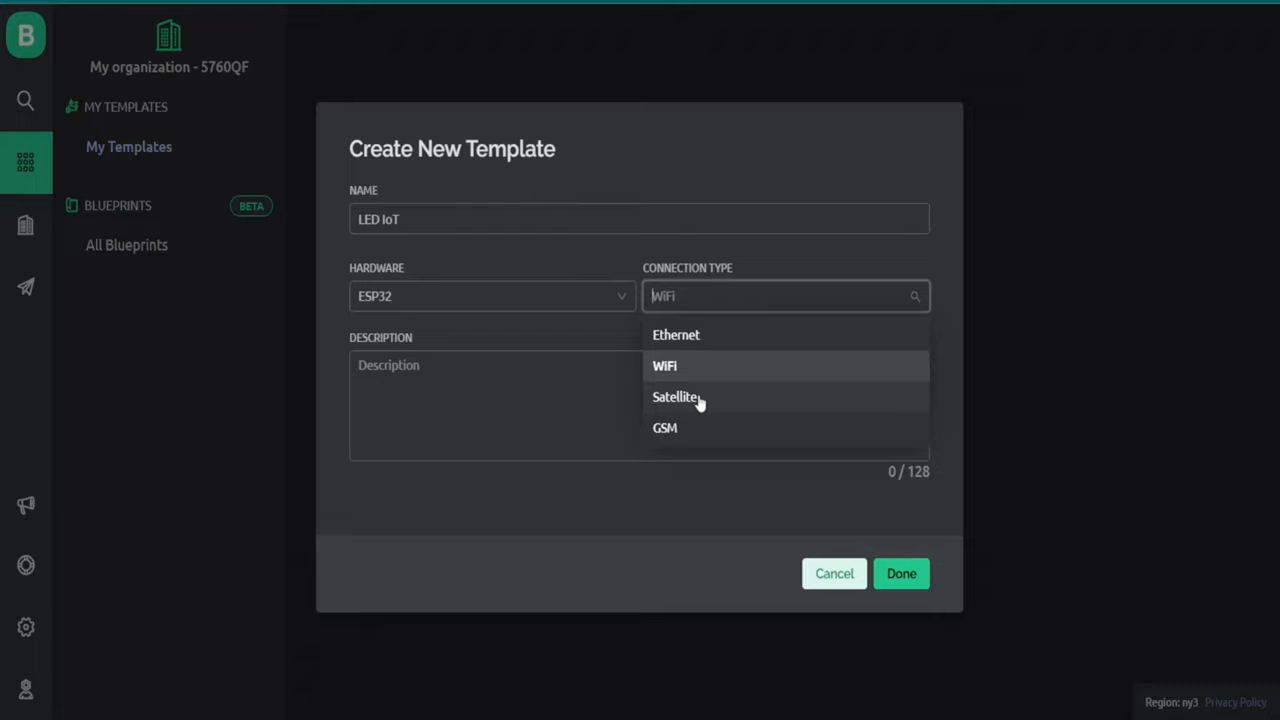 B
My organization - 5760QF
MY TEMPLATES
My Templates
BLUEPRINTS BETA
All Blueprints
Create New Template
NAME
LED IoT
HARDWARE CONNECTION TYPE
ESP32 WiFi
DESCRIPTION
Description
Ethernet
WiFi
Satellite
GSM
0 / 128
Cancel Done
Region: ny3 Privacy Policy